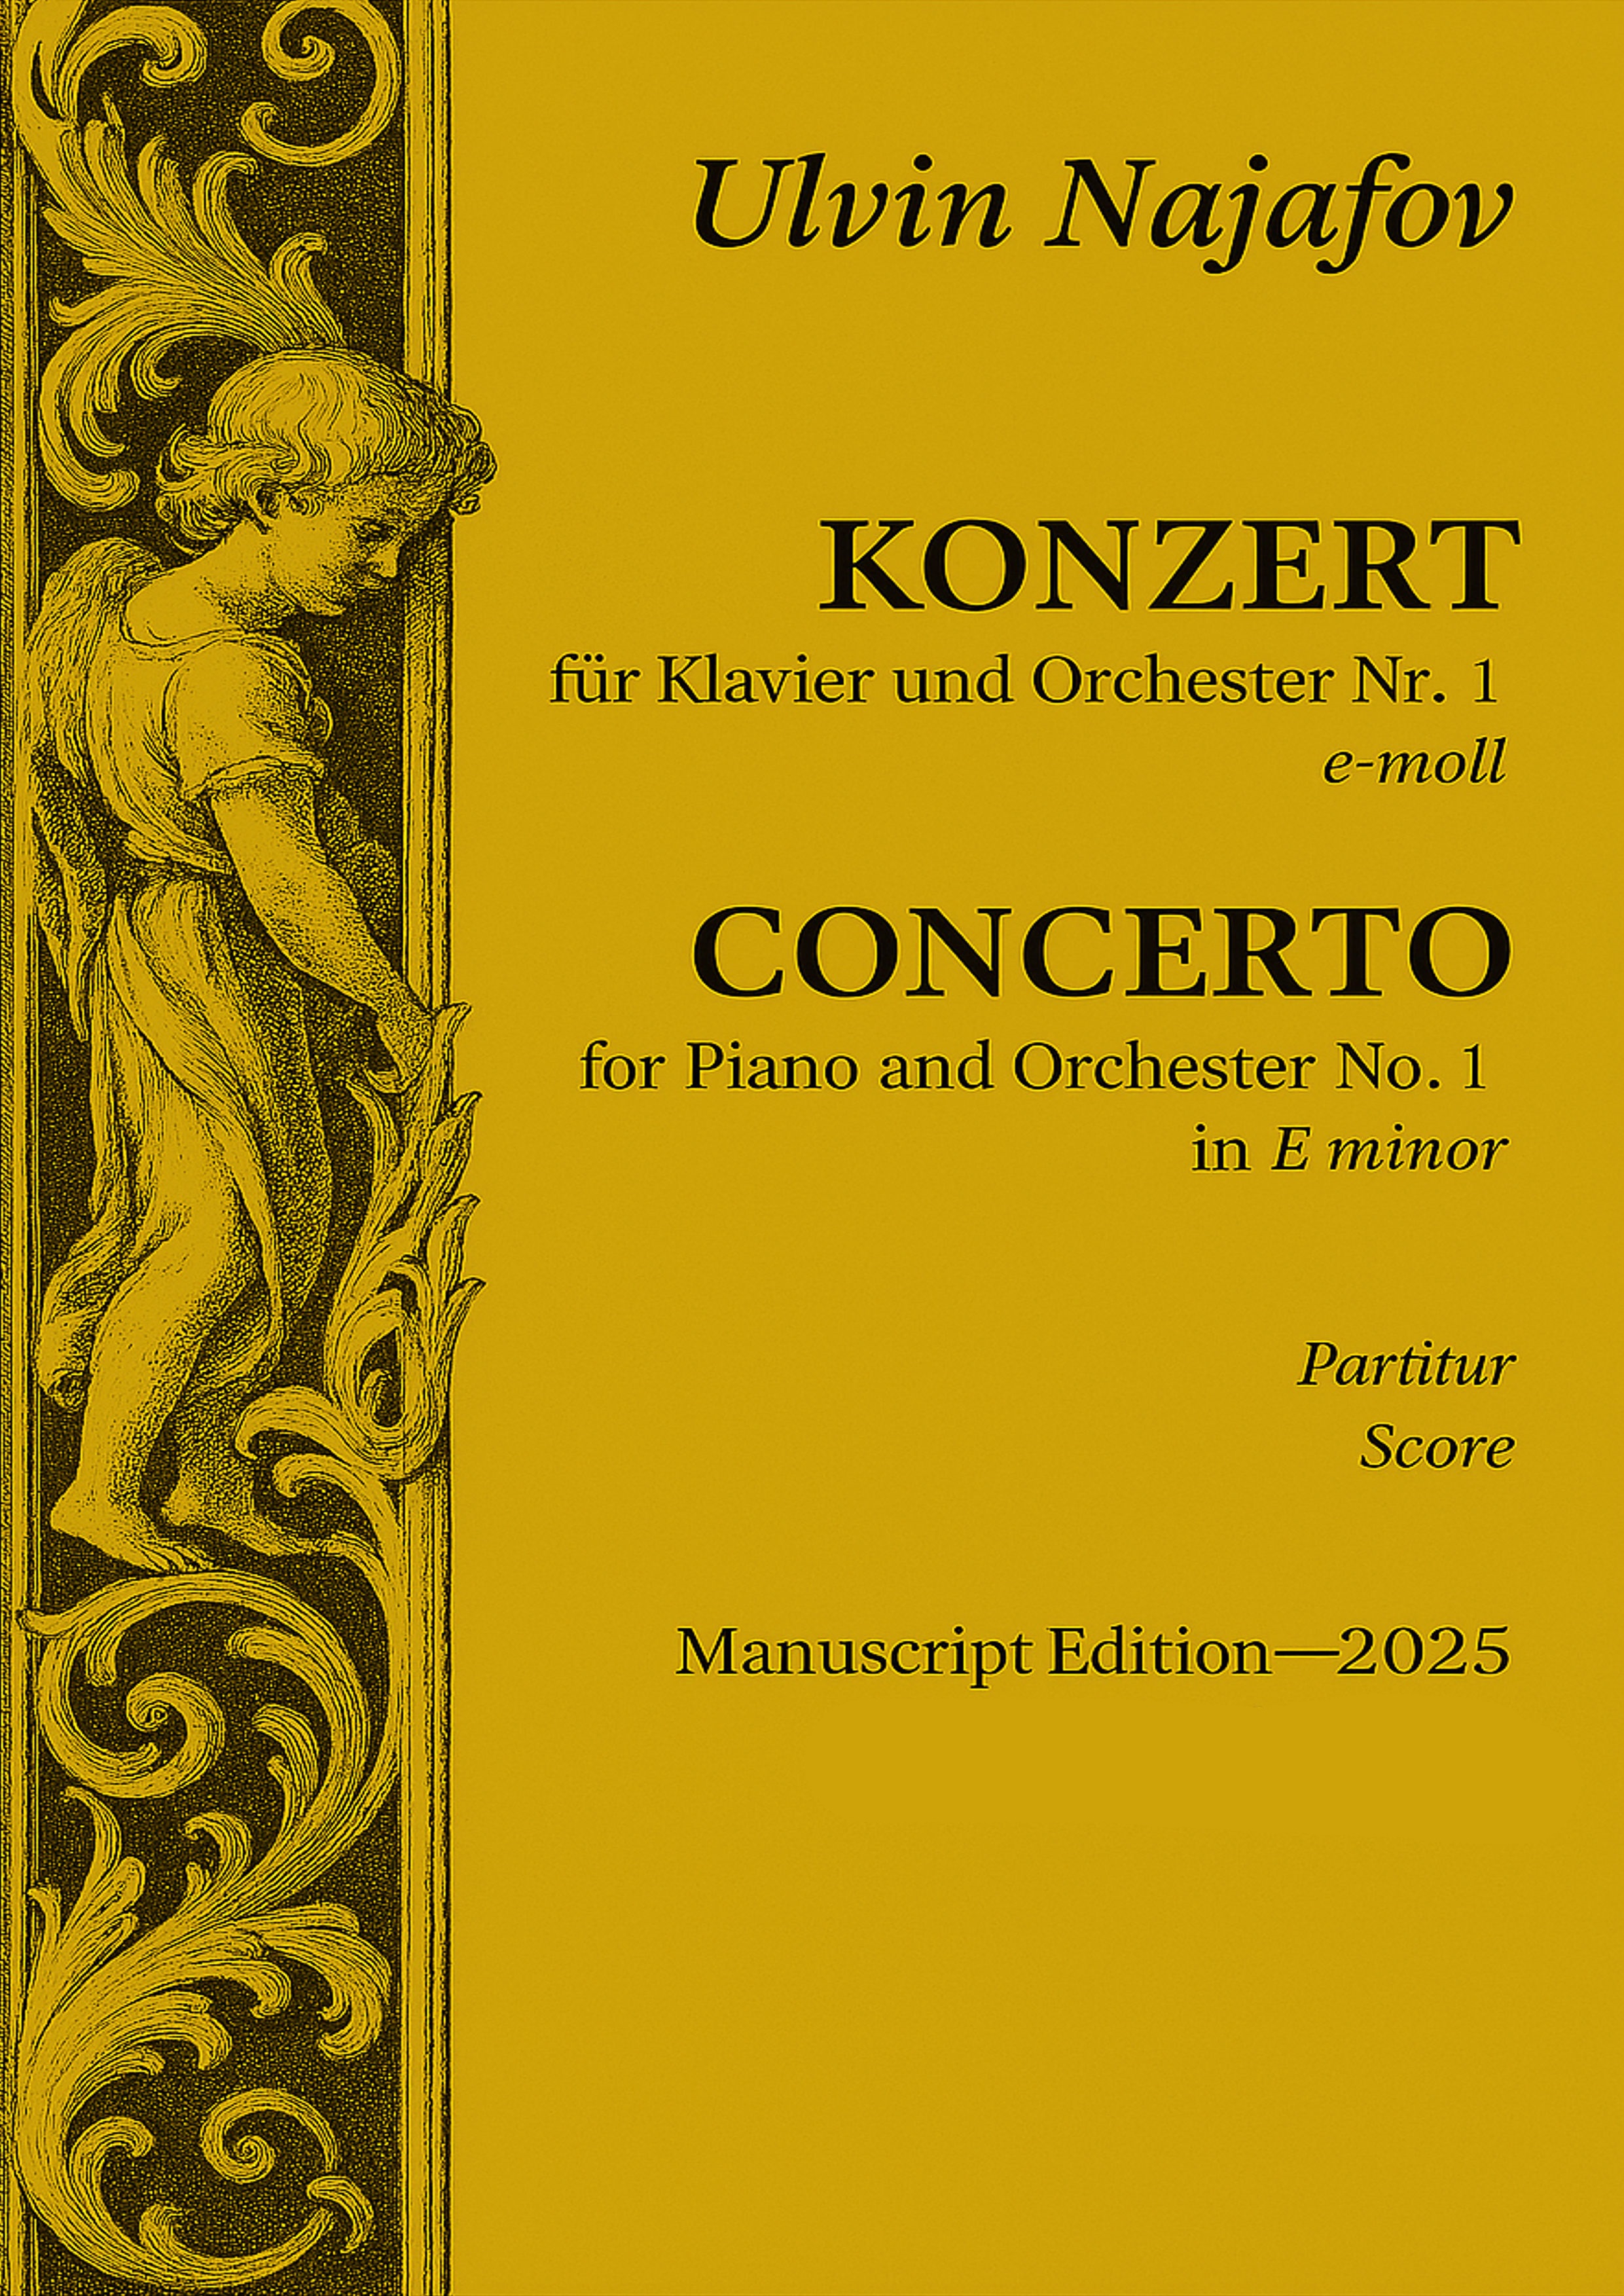 Ulvin Najafov
KONZERT
für Klavier und Orchester Nr. 1
e-moll
CONCERTO
for Piano and Orchester No. 1
in E minor
Partitur
Score
Manuscript Edition—2025